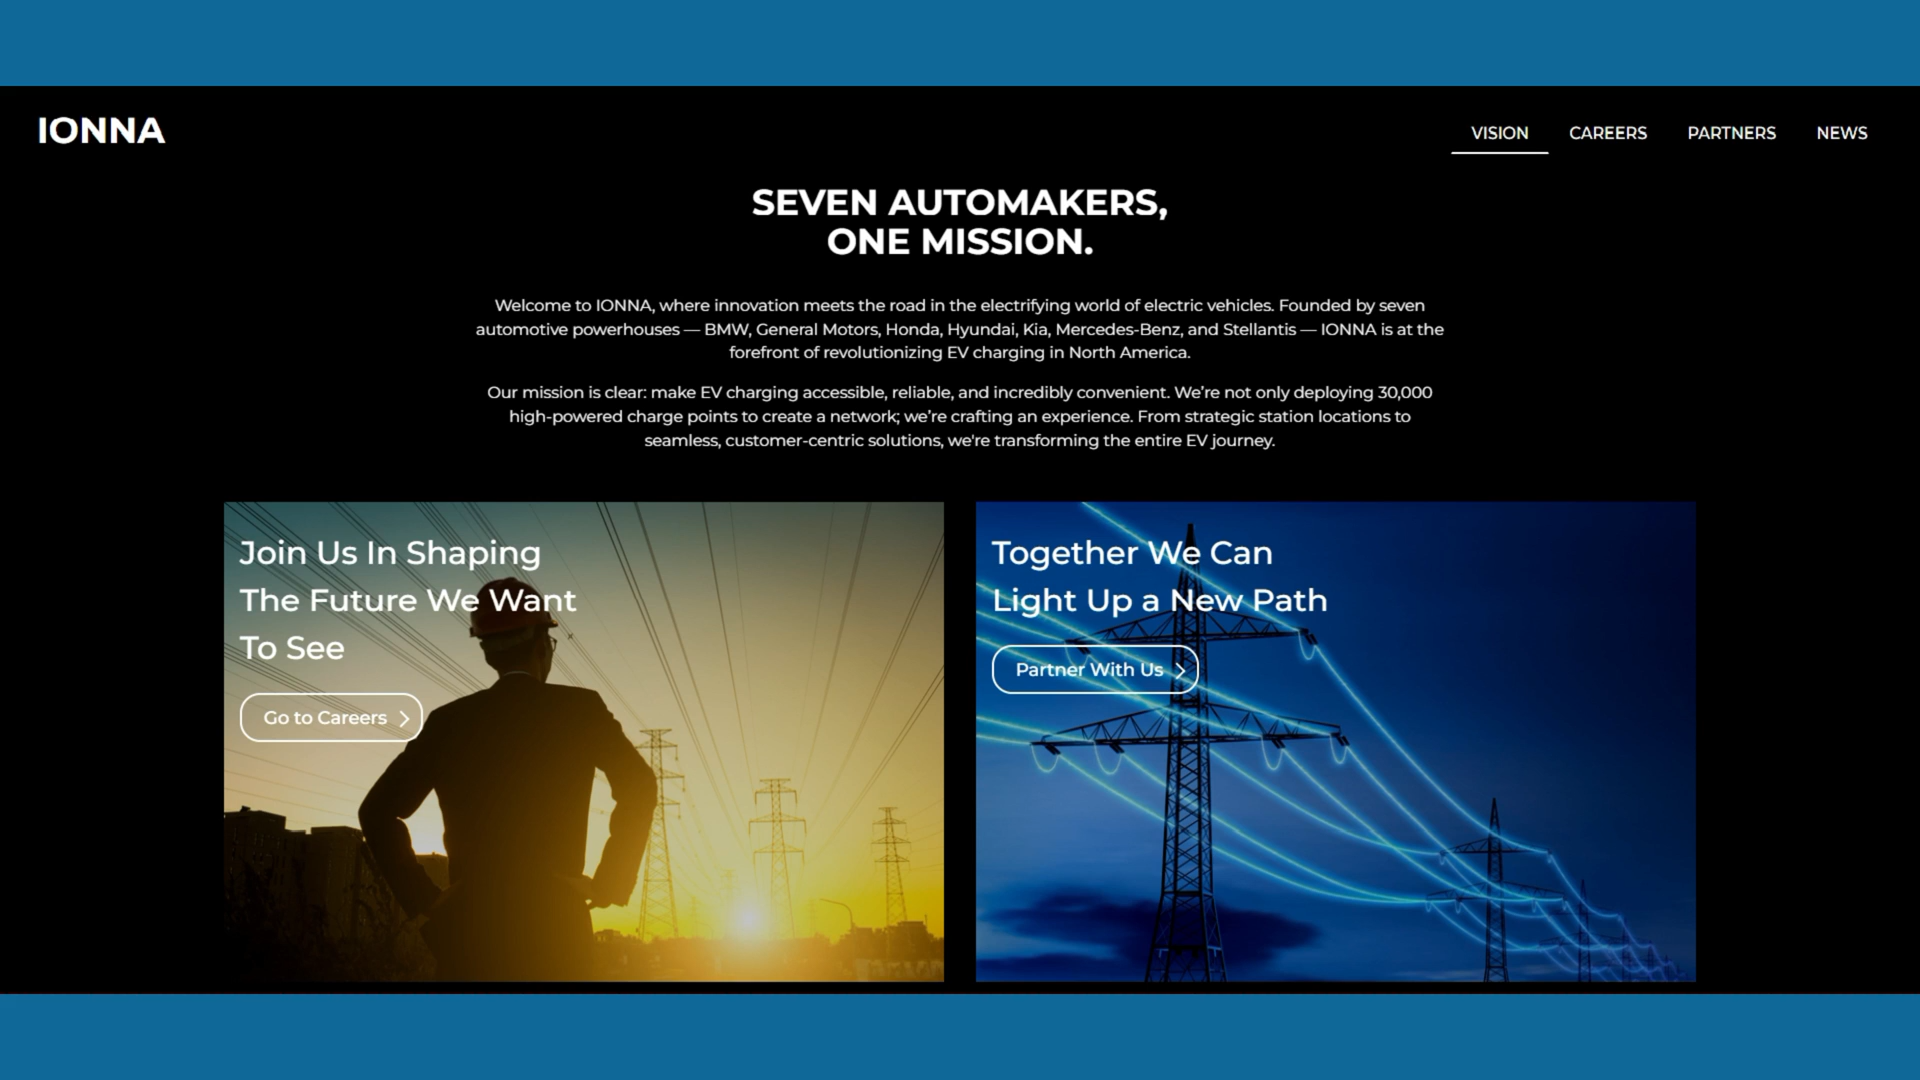 IONNA
VISION CAREERS PARTNERS NEWS
SEVEN AUTOMAKERS,
ONE MISSION.
Welcome to IONNA, where innovation meets the road in the electrifying world of electric vehicles. Founded by seven
automotive powerhouses — BMW, General Motors, Honda, Hyundai, Kia, Mercedes-Benz, and Stellantis — IONNA is at the
forefront of revolutionizing EV charging in North America.
Our mission is clear: make EV charging accessible, reliable, and incredibly convenient. We’re not only deploying 30,000
high-powered charge points to create a network; we’re crafting an experience. From strategic station locations to
seamless, customer-centric solutions, we're transforming the entire EV journey.
Join Us In Shaping
The Future We Want
To See
Go to Careers
Together We Can
Light Up a New Path
Partner With Us